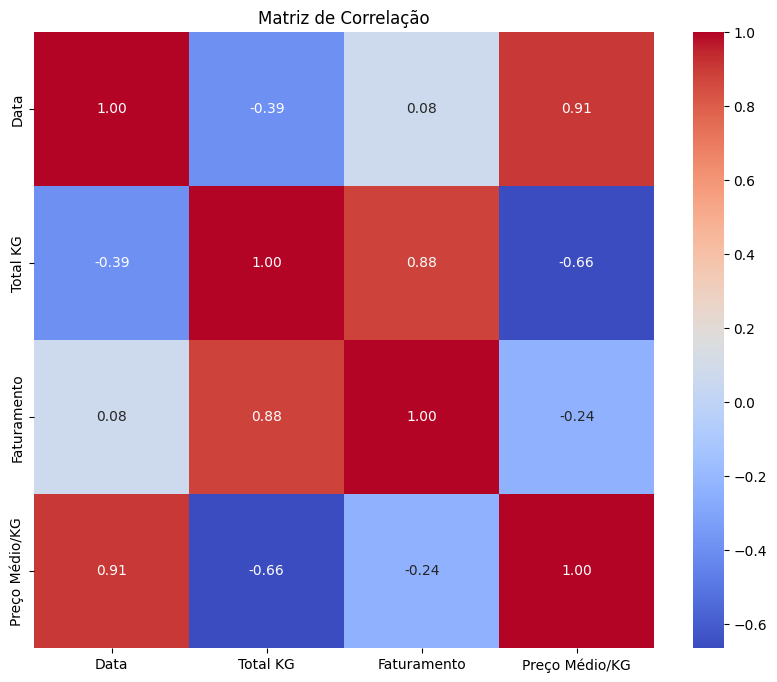 Matriz de Correlação
Data
1.00
-0.39
0.08
0.91
Total KG
-0.39
1.00
0.88
-0.66
Faturamento
0.08
0.88
1.00
-0.24
Preço Médio/KG
0.91
-0.66
-0.24
1.00
Data
Total KG
Faturamento
Preço Médio/KG
1.0
0.8
0.6
0.4
0.2
0.0
−0.2
−0.4
−0.6